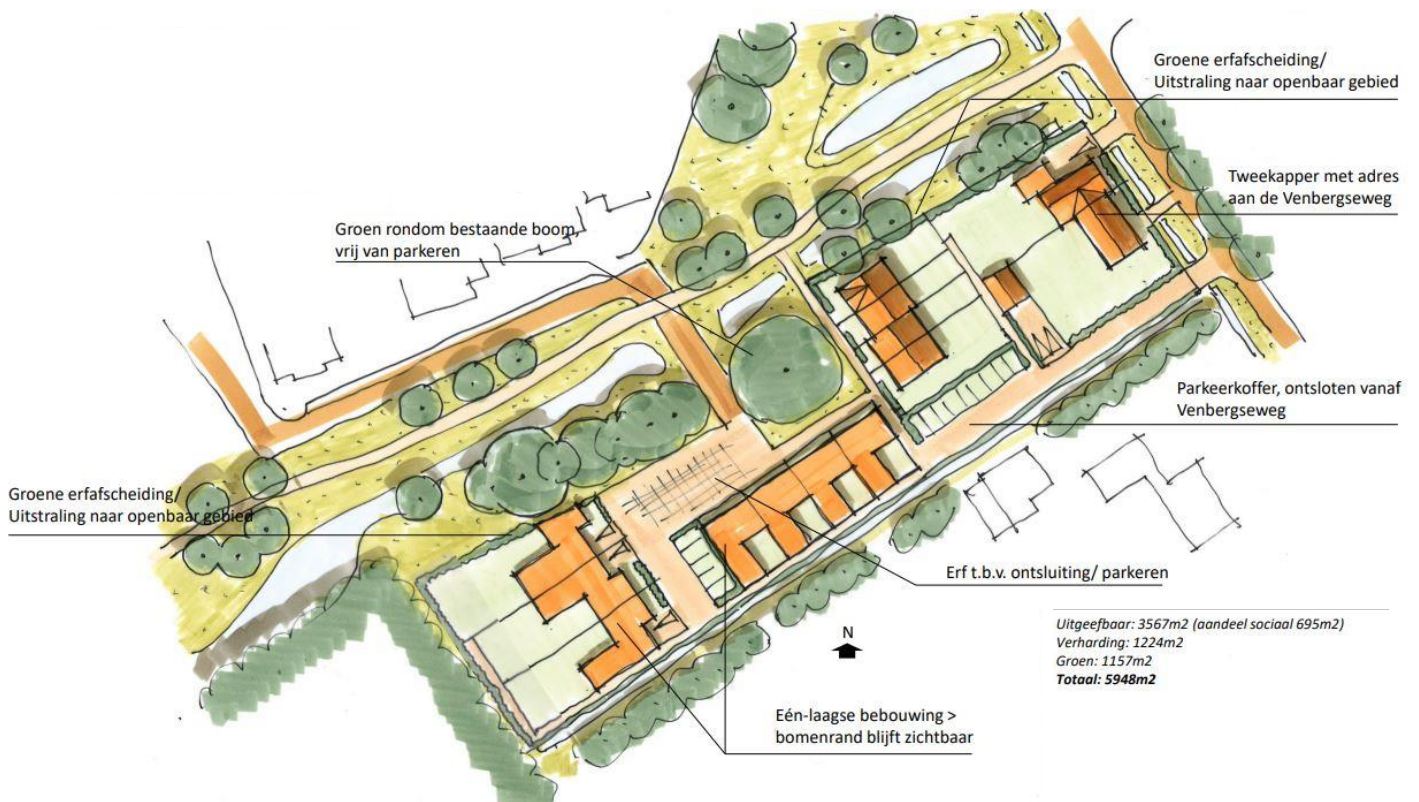 Groene erfafscheiding/
Uitstraling naar openbaar gebied
Tweekapper met adres
aan de Venbergseweg
Groen rondom bestaande boom,
vrij van parkeren
Parkeerkoffer, ontsloten vanaf
Venbergseweg
Groene erfafscheiding/
Uitstraling naar openbaar gebied
Erf t.b.v. ontsluiting/ parkeren
N
Uitgeefbaar: 3567m2 (aandeel sociaal 695m2)
Verharding: 1224m2
Groen: 1157m2
Totaal: 5948m2
Eén-laagse bebouwing >
bomenrand blijft zichtbaar